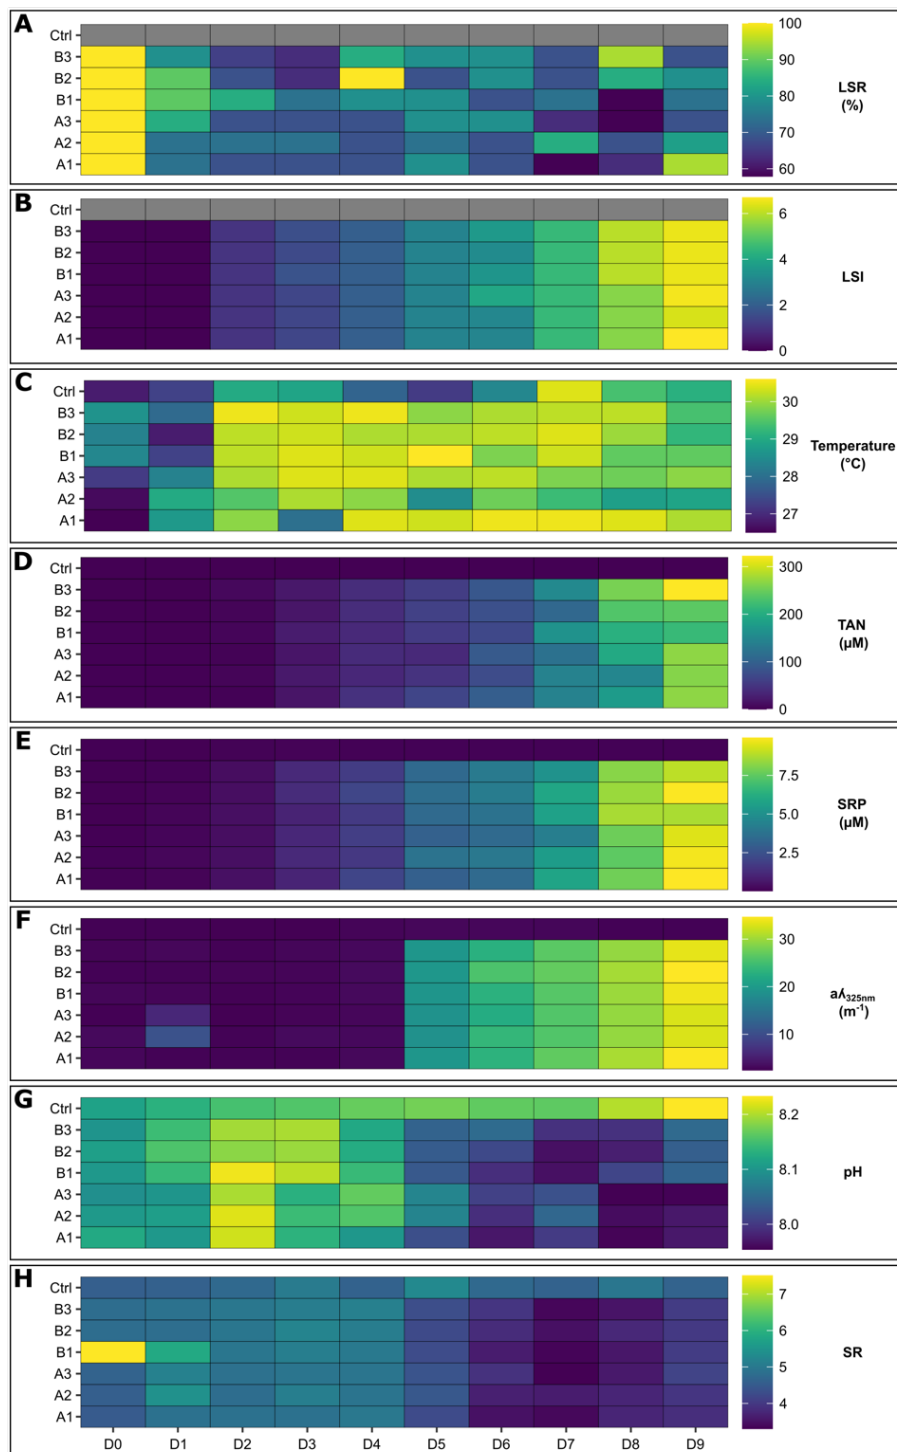 A
Ctrl
B3
B2
B1
A3
A2
A1
100
90
80
70
60
LSR
(%)
B
Ctrl
B3
B2
B1
A3
A2
A1
6
4
2
0
LSI
C
Ctrl
B3
B2
B1
A3
A2
A1
30
29
28
27
Temperature
(°C)
D
Ctrl
B3
B2
B1
A3
A2
A1
300
200
100
0
TAN
(µM)
E
Ctrl
B3
B2
B1
A3
A2
A1
7.5
5.0
2.5
SRP
(µM)
F
Ctrl
B3
B2
B1
A3
A2
A1
30
20
10
aʎ325nm
(m-1)
G
Ctrl
B3
B2
B1
A3
A2
A1
8.2
8.1
8.0
pH
H
Ctrl
B3
B2
B1
A3
A2
A1
7
6
5
4
SR
D0 D1 D2 D3 D4 D5 D6 D7 D8 D9